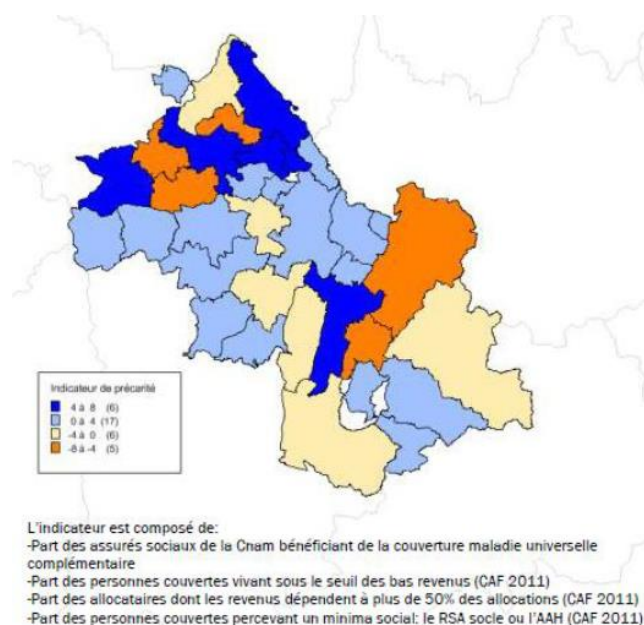 Indicateur de précarité
4 à 8 (6)
0 à 4 (17)
-4 à 0 (6)
-8 à -4 (5)
L'indicateur est composé de:
-Part des assurés sociaux de la Cnam bénéficiant de la couverture maladie universelle
complémentaire
-Part des personnes couvertes vivant sous le seuil des bas revenus (CAF 2011)
-Part des allocataires dont les revenus dépendent à plus de 50% des allocations (CAF 2011)
-Part des personnes couvertes percevant un minima social: le RSA socle ou l'AAH (CAF 2011)